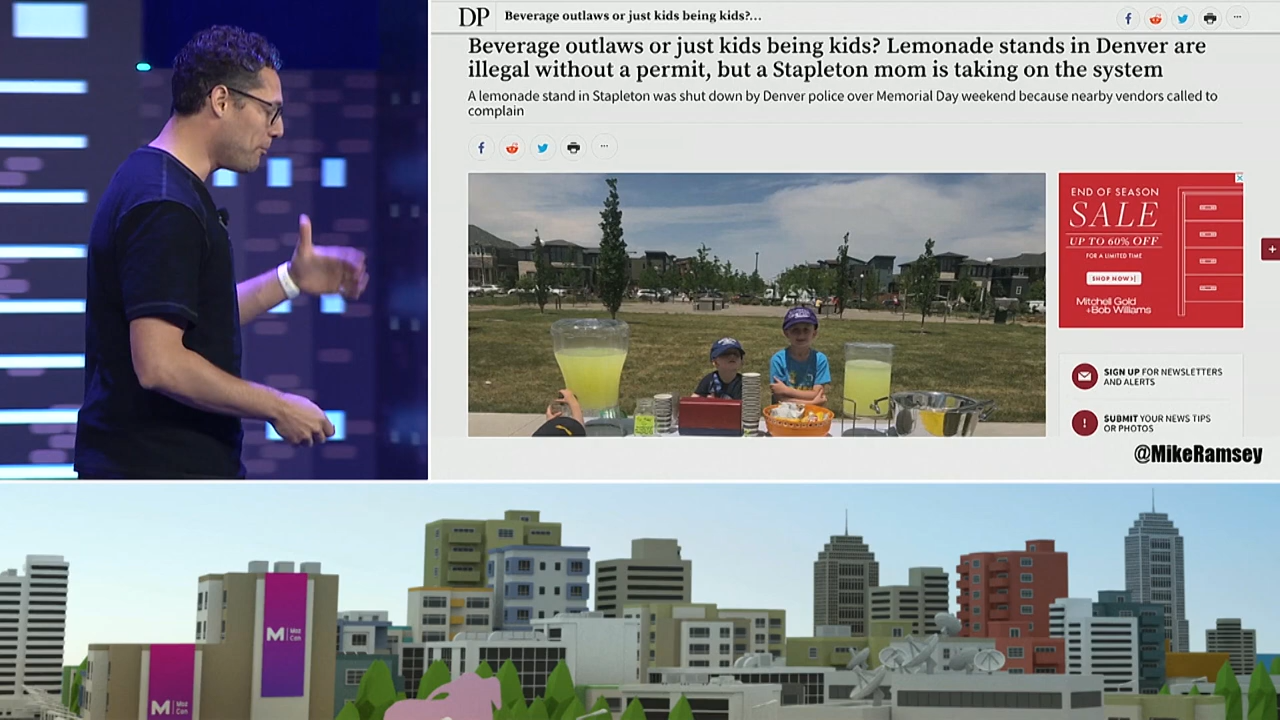 DP
Beverage outlaws or just kids being kids?...
Beverage outlaws or just kids being kids? Lemonade stands in Denver are
illegal without a permit, but a Stapleton mom is taking on the system
A lemonade stand in Stapleton was shut down by Denver police over Memorial Day weekend because nearby vendors called to
complain
END OF SEASON
SALE
UP TO 60% OFF
FOR A LIMITED TIME
SHOP NOW>|
Mitchell Gold
+Bob Williams
SIGN UP FOR NEWSLETTERS
AND ALERTS
SUBMIT YOUR NEWS TIPS
OR PHOTOS
@MikeRamsey
M | Moz
Con
M | Moz
Con